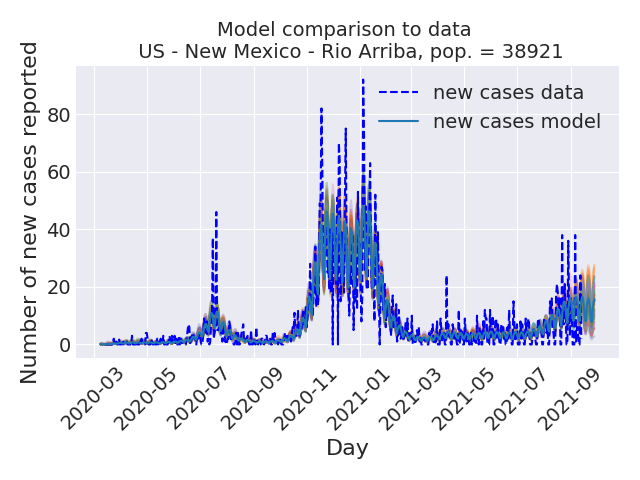 Model comparison to data
US - New Mexico - Rio Arriba, pop. = 38921
Number of new cases reported
80
60
40
20
0
new cases data
new cases model
2020-03
2020-05
2020-07
2020-09
2020-11
2021-01
2021-03
2021-05
2021-07
2021-09
Day